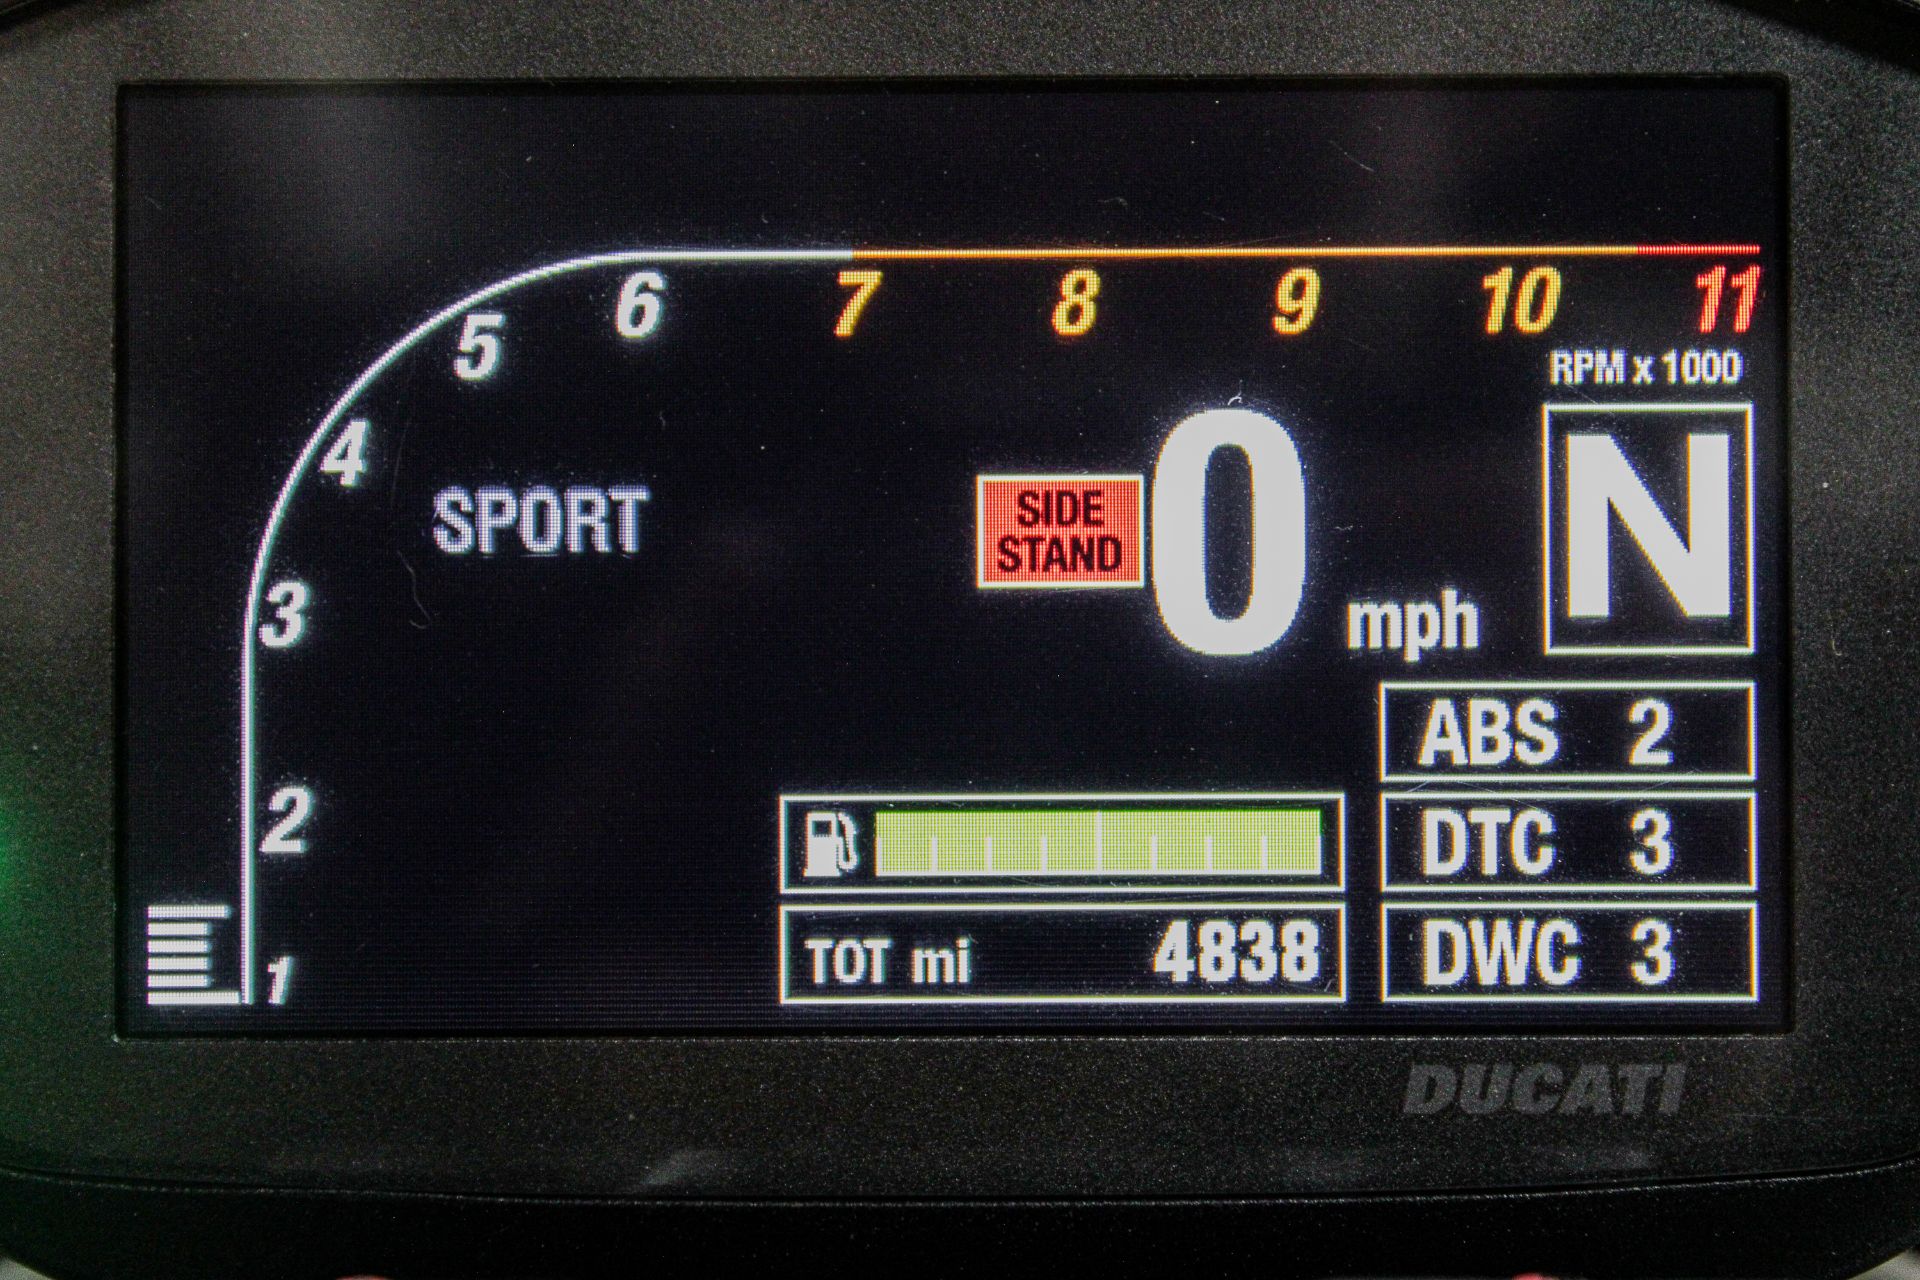 6
7
8
9
10
11
5
RPM x 1000
4
SPORT
SIDE
STAND
0
mph
N
3
ABS 2
2
DTC 3
TOT mi 4838
DWC 3
1
DUCATI